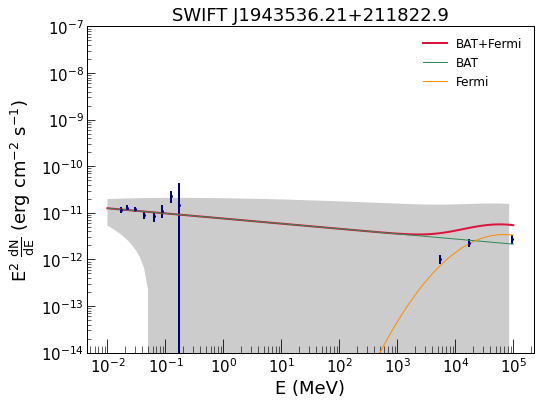 SWIFT J1943536.21+211822.9
BAT+Fermi
BAT
Fermi
E² dN/dE (erg cm⁻² s⁻¹)
10⁻⁷
10⁻⁸
10⁻⁹
10⁻¹⁰
10⁻¹¹
10⁻¹²
10⁻¹³
10⁻¹⁴
10⁻² 10⁻¹ 10⁰ 10¹ 10² 10³ 10⁴ 10⁵
E (MeV)